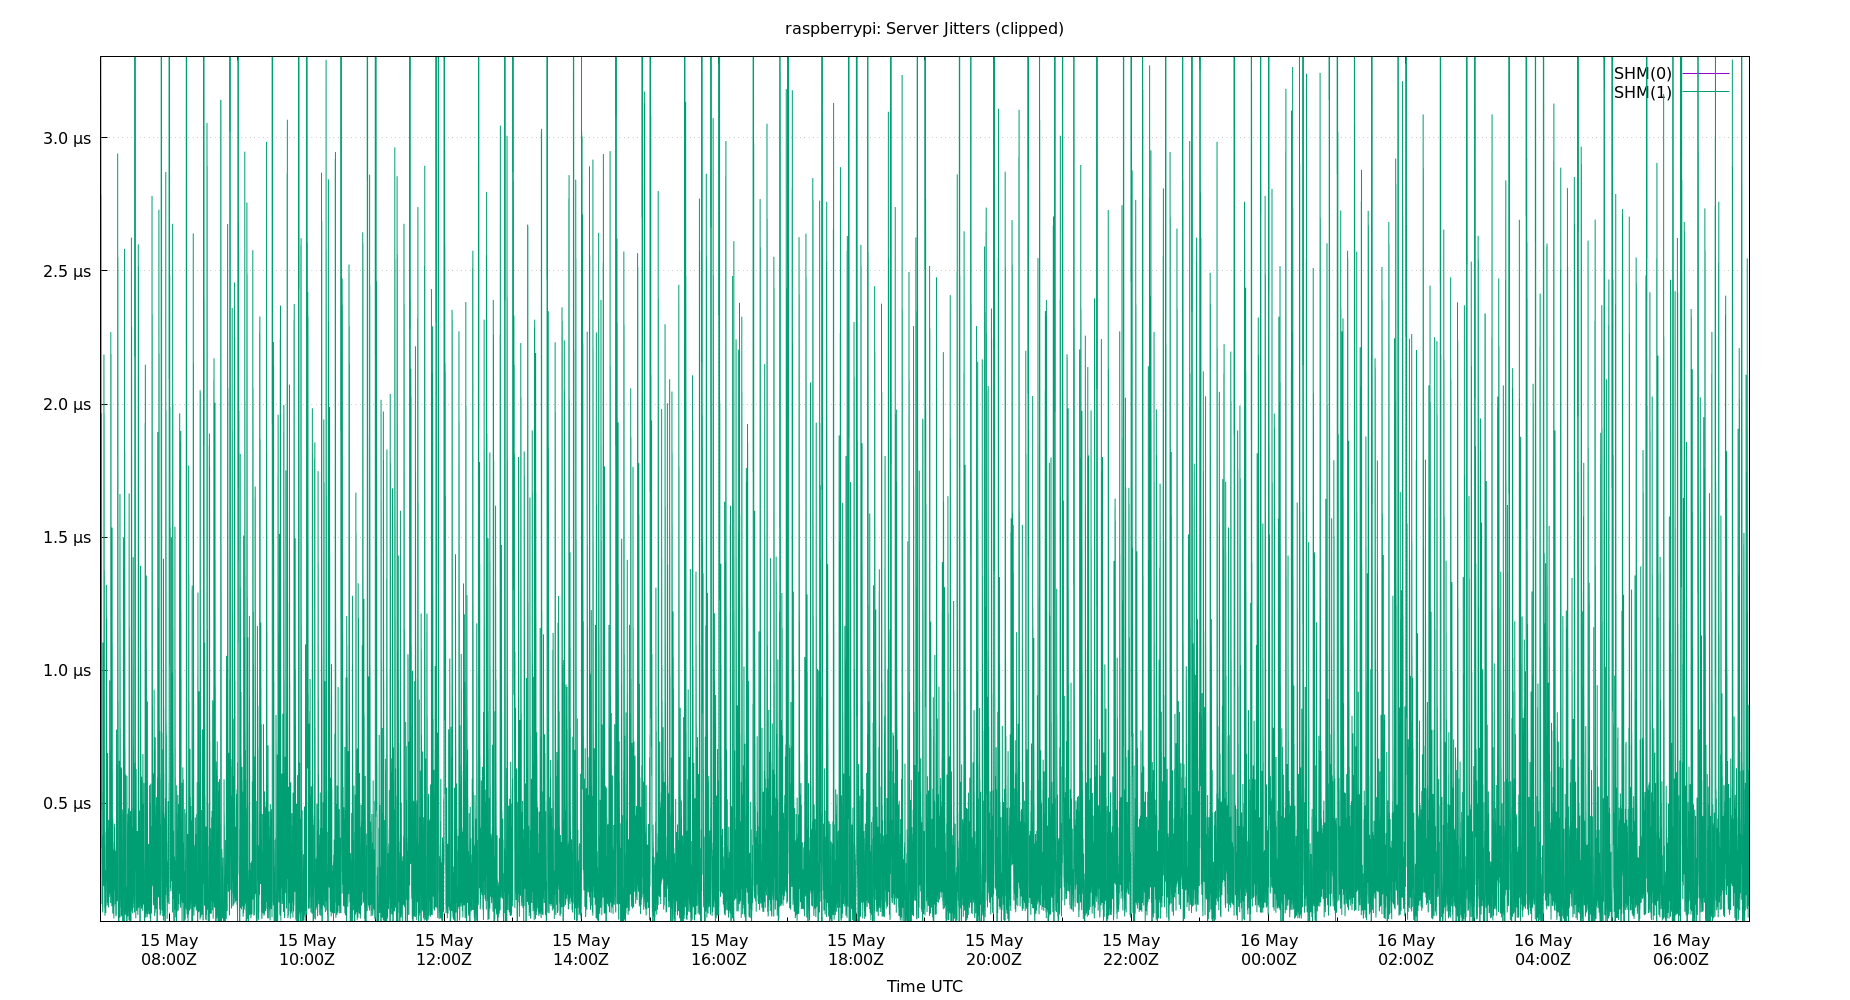 raspberrypi: Server Jitters (clipped)
SHM(0)
SHM(1)
3.0 µs
2.5 µs
2.0 µs
1.5 µs
1.0 µs
0.5 µs
15 May 15 May 15 May 15 May 15 May 15 May 15 May 15 May 16 May 16 May 16 May 16 May
08:00Z 10:00Z 12:00Z 14:00Z 16:00Z 18:00Z 20:00Z 22:00Z 00:00Z 02:00Z 04:00Z 06:00Z
Time UTC